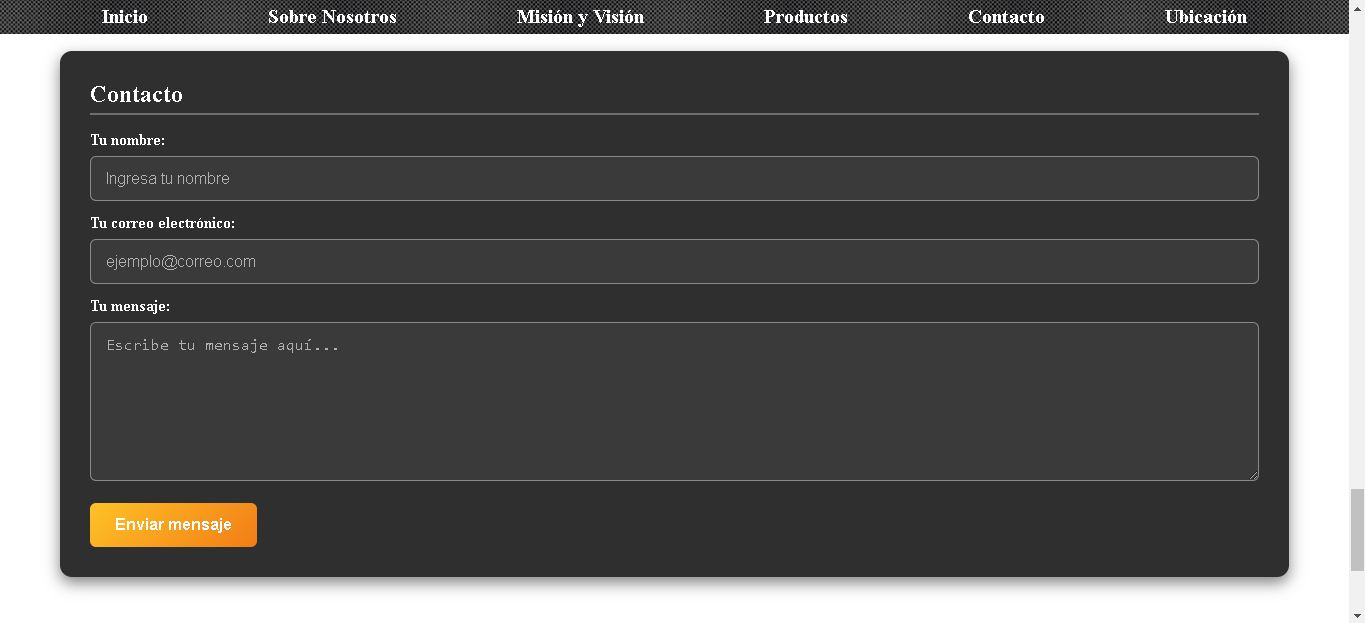 Inicio Sobre Nosotros Misión y Visión Productos Contacto Ubicación
Contacto
Tu nombre:
Ingresa tu nombre
Tu correo electrónico:
ejemplo@correo.com
Tu mensaje:
Escribe tu mensaje aquí...
Enviar mensaje